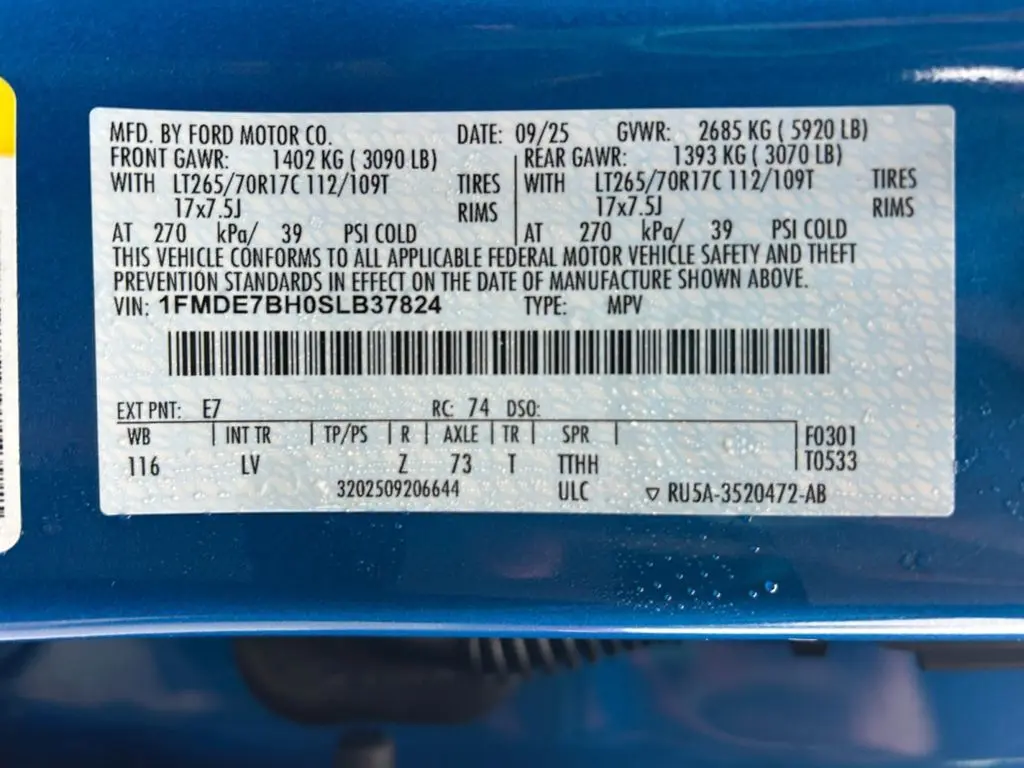 MFD. BY FORD MOTOR CO. DATE: 09/25 GVWR: 2685 KG ( 5920 LB)
FRONT GAWR: 1402 KG ( 3090 LB) REAR GAWR: 1393 KG ( 3070 LB)
WITH LT265/70R17C 112/109T TIRES WITH LT265/70R17C 112/109T TIRES
17x7.5J RIMS 17x7.5J RIMS
AT 270 kPa/ 39 PSI COLD AT 270 kPa/ 39 PSI COLD
THIS VEHICLE CONFORMS TO ALL APPLICABLE FEDERAL MOTOR VEHICLE SAFETY AND THEFT
PREVENTION STANDARDS IN EFFECT ON THE DATE OF MANUFACTURE SHOWN ABOVE.
VIN: 1FMDE7BH0SLB37824 TYPE: MPV
EXT PNT: E7 RC: 74 DSO:
WB INT TR TP/PS R AXLE TR SPR F0301
116 LV Z 73 T TTHH T0533
3202509206644 ULC ▽ RU5A-3520472-AB